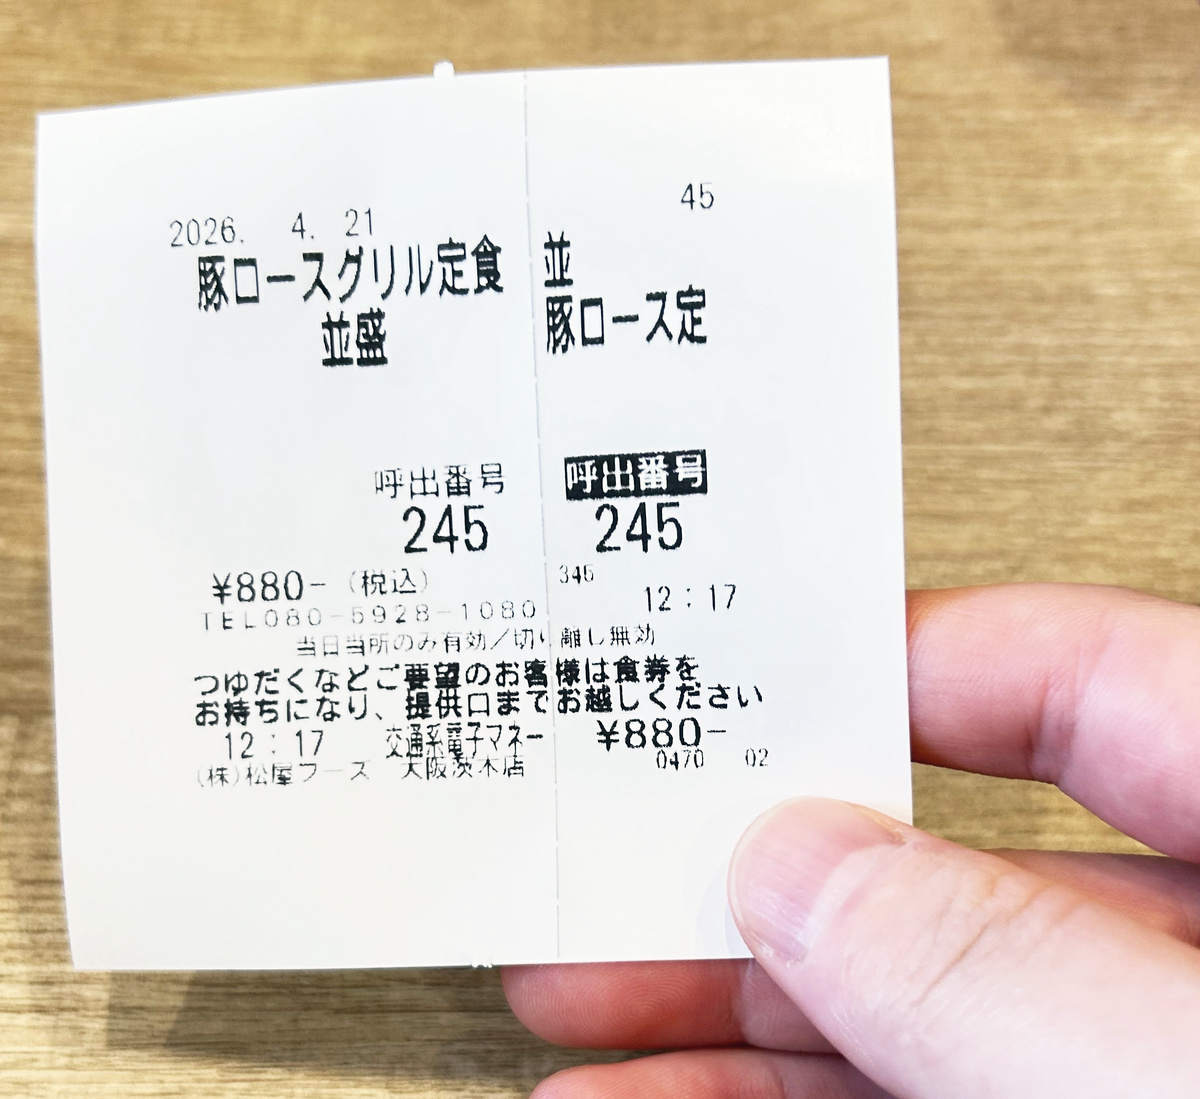 45
2026. 4. 21
豚ロースグリル定食
並盛
並
豚ロース定
呼出番号
245
呼出番号
245
¥880-（税込）
345
12：17
TEL080-5928-1080
当日当所のみ有効／切り離し無効
つゆだくなどご要望のお客様は食券を
お持ちになり、提供口までお越しください
12：17 交通系電子マネー
¥880-
(株)松屋フーズ 大阪茨木店
0470 02